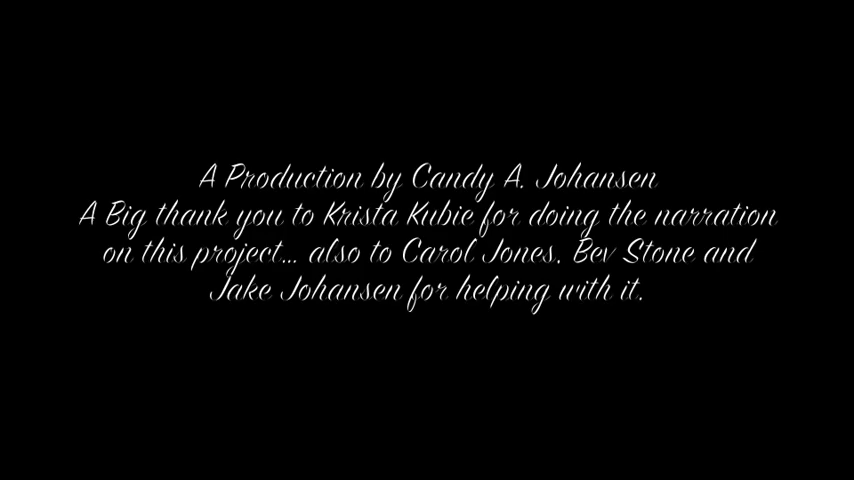 A Production by Candy A. Johansen
A Big thank you to Krista Kubie for doing the narration
on this project... also to Carol Jones, Bev Stone and
Jake Johansen for helping with it.